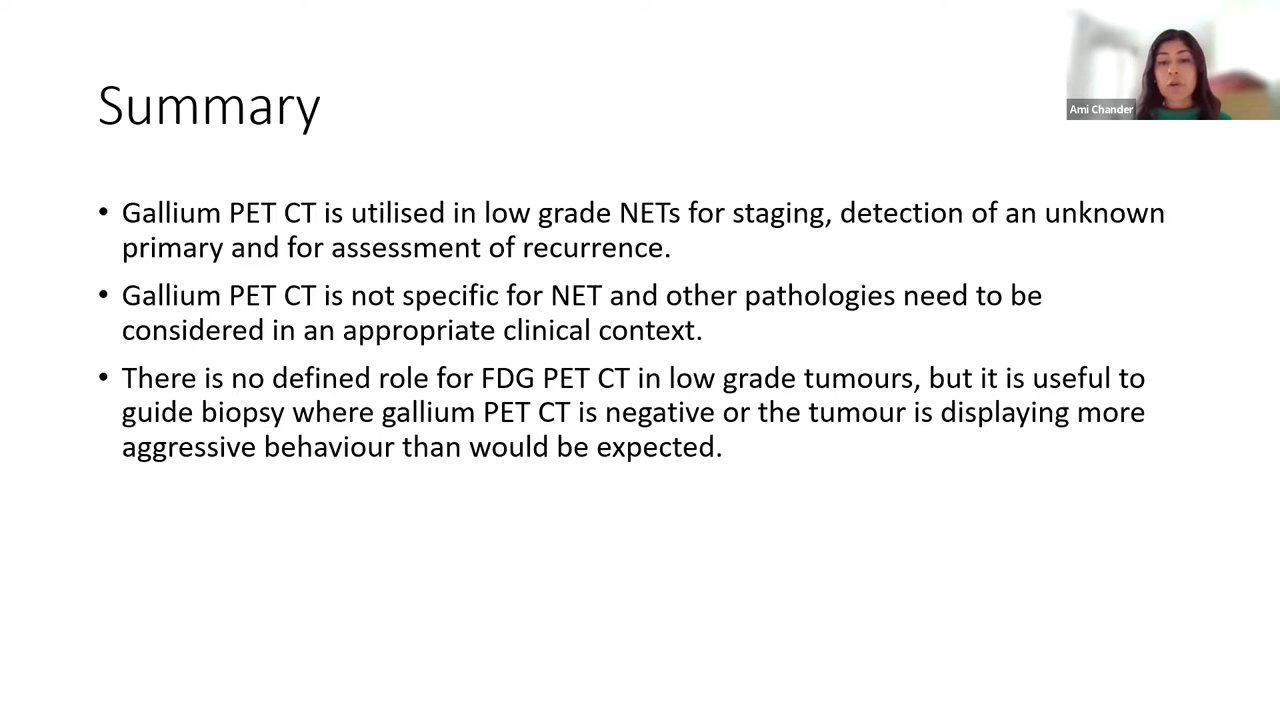 Summary
Ami Chander
• Gallium PET CT is utilised in low grade NETs for staging, detection of an unknown
primary and for assessment of recurrence.
• Gallium PET CT is not specific for NET and other pathologies need to be
considered in an appropriate clinical context.
• There is no defined role for FDG PET CT in low grade tumours, but it is useful to
guide biopsy where gallium PET CT is negative or the tumour is displaying more
aggressive behaviour than would be expected.